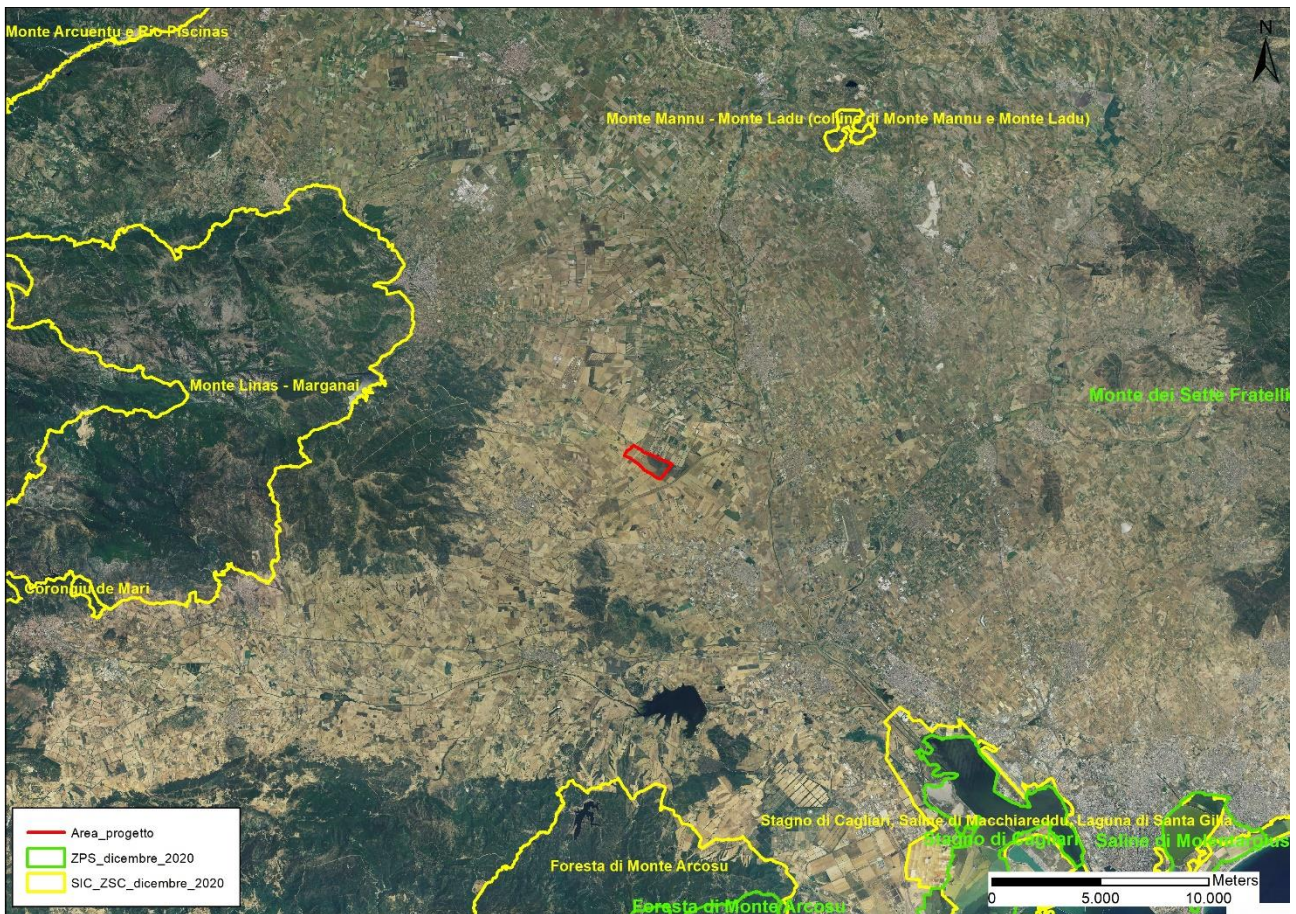 Monte Arcuentu e Rio Piscinas
N
Monte Mannu - Monte Ladu (colline di Monte Mannu e Monte Ladu)
Monte Linas - Marganai
Monte dei Sette Fratelli
Corongiu de Mari
Stagno di Cagliari, Saline di Macchiareddu, Laguna di Santa Gilla
Stagno di Cagliari
Saline di Molentargius
Foresta di Monte Arcosu
Foresta di Monte Arcosu
Area_progetto
ZPS_dicembre_2020
SIC_ZSC_dicembre_2020
Meters
0 5.000 10.000